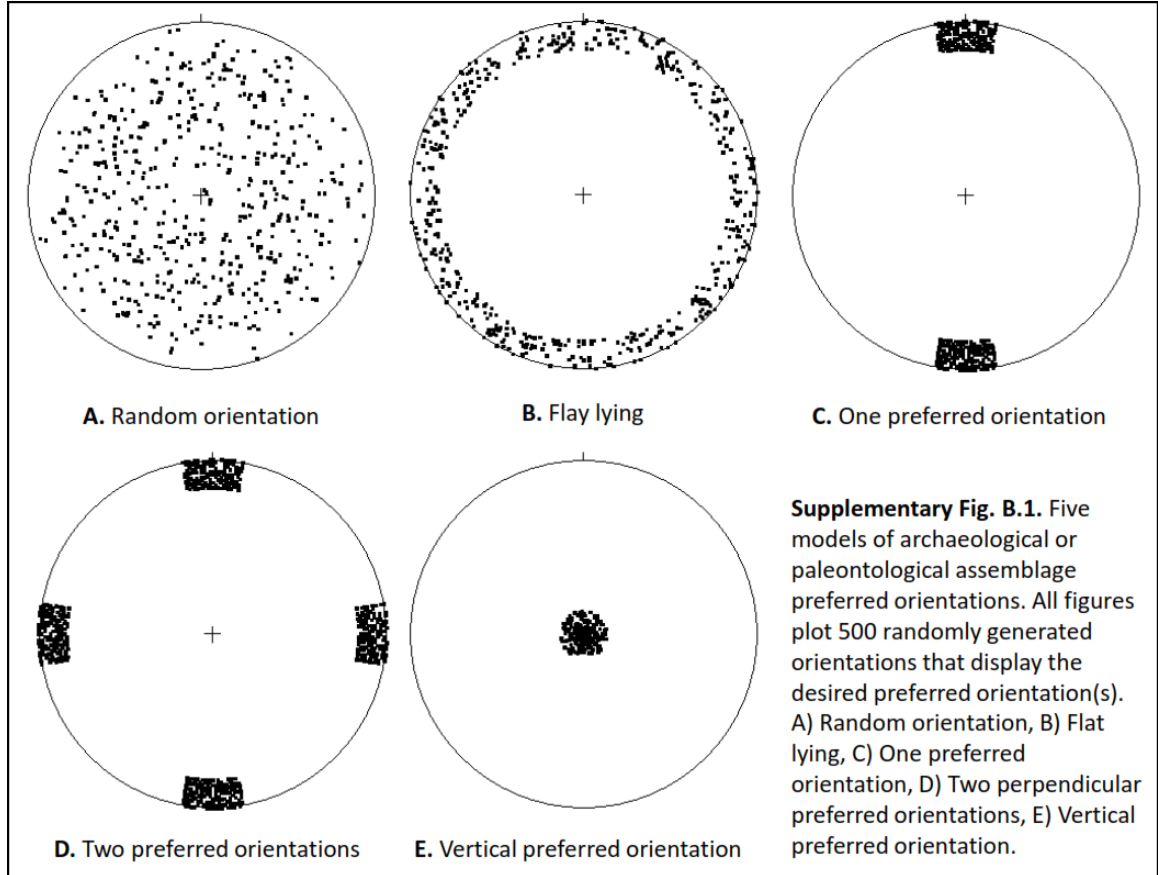 A. Random orientation
B. Flay lying
C. One preferred orientation
D. Two preferred orientations
E. Vertical preferred orientation
Supplementary Fig. B.1. Five
models of archaeological or
paleontological assemblage
preferred orientations. All figures
plot 500 randomly generated
orientations that display the
desired preferred orientation(s).
A) Random orientation, B) Flat
lying, C) One preferred
orientation, D) Two perpendicular
preferred orientations, E) Vertical
preferred orientation.